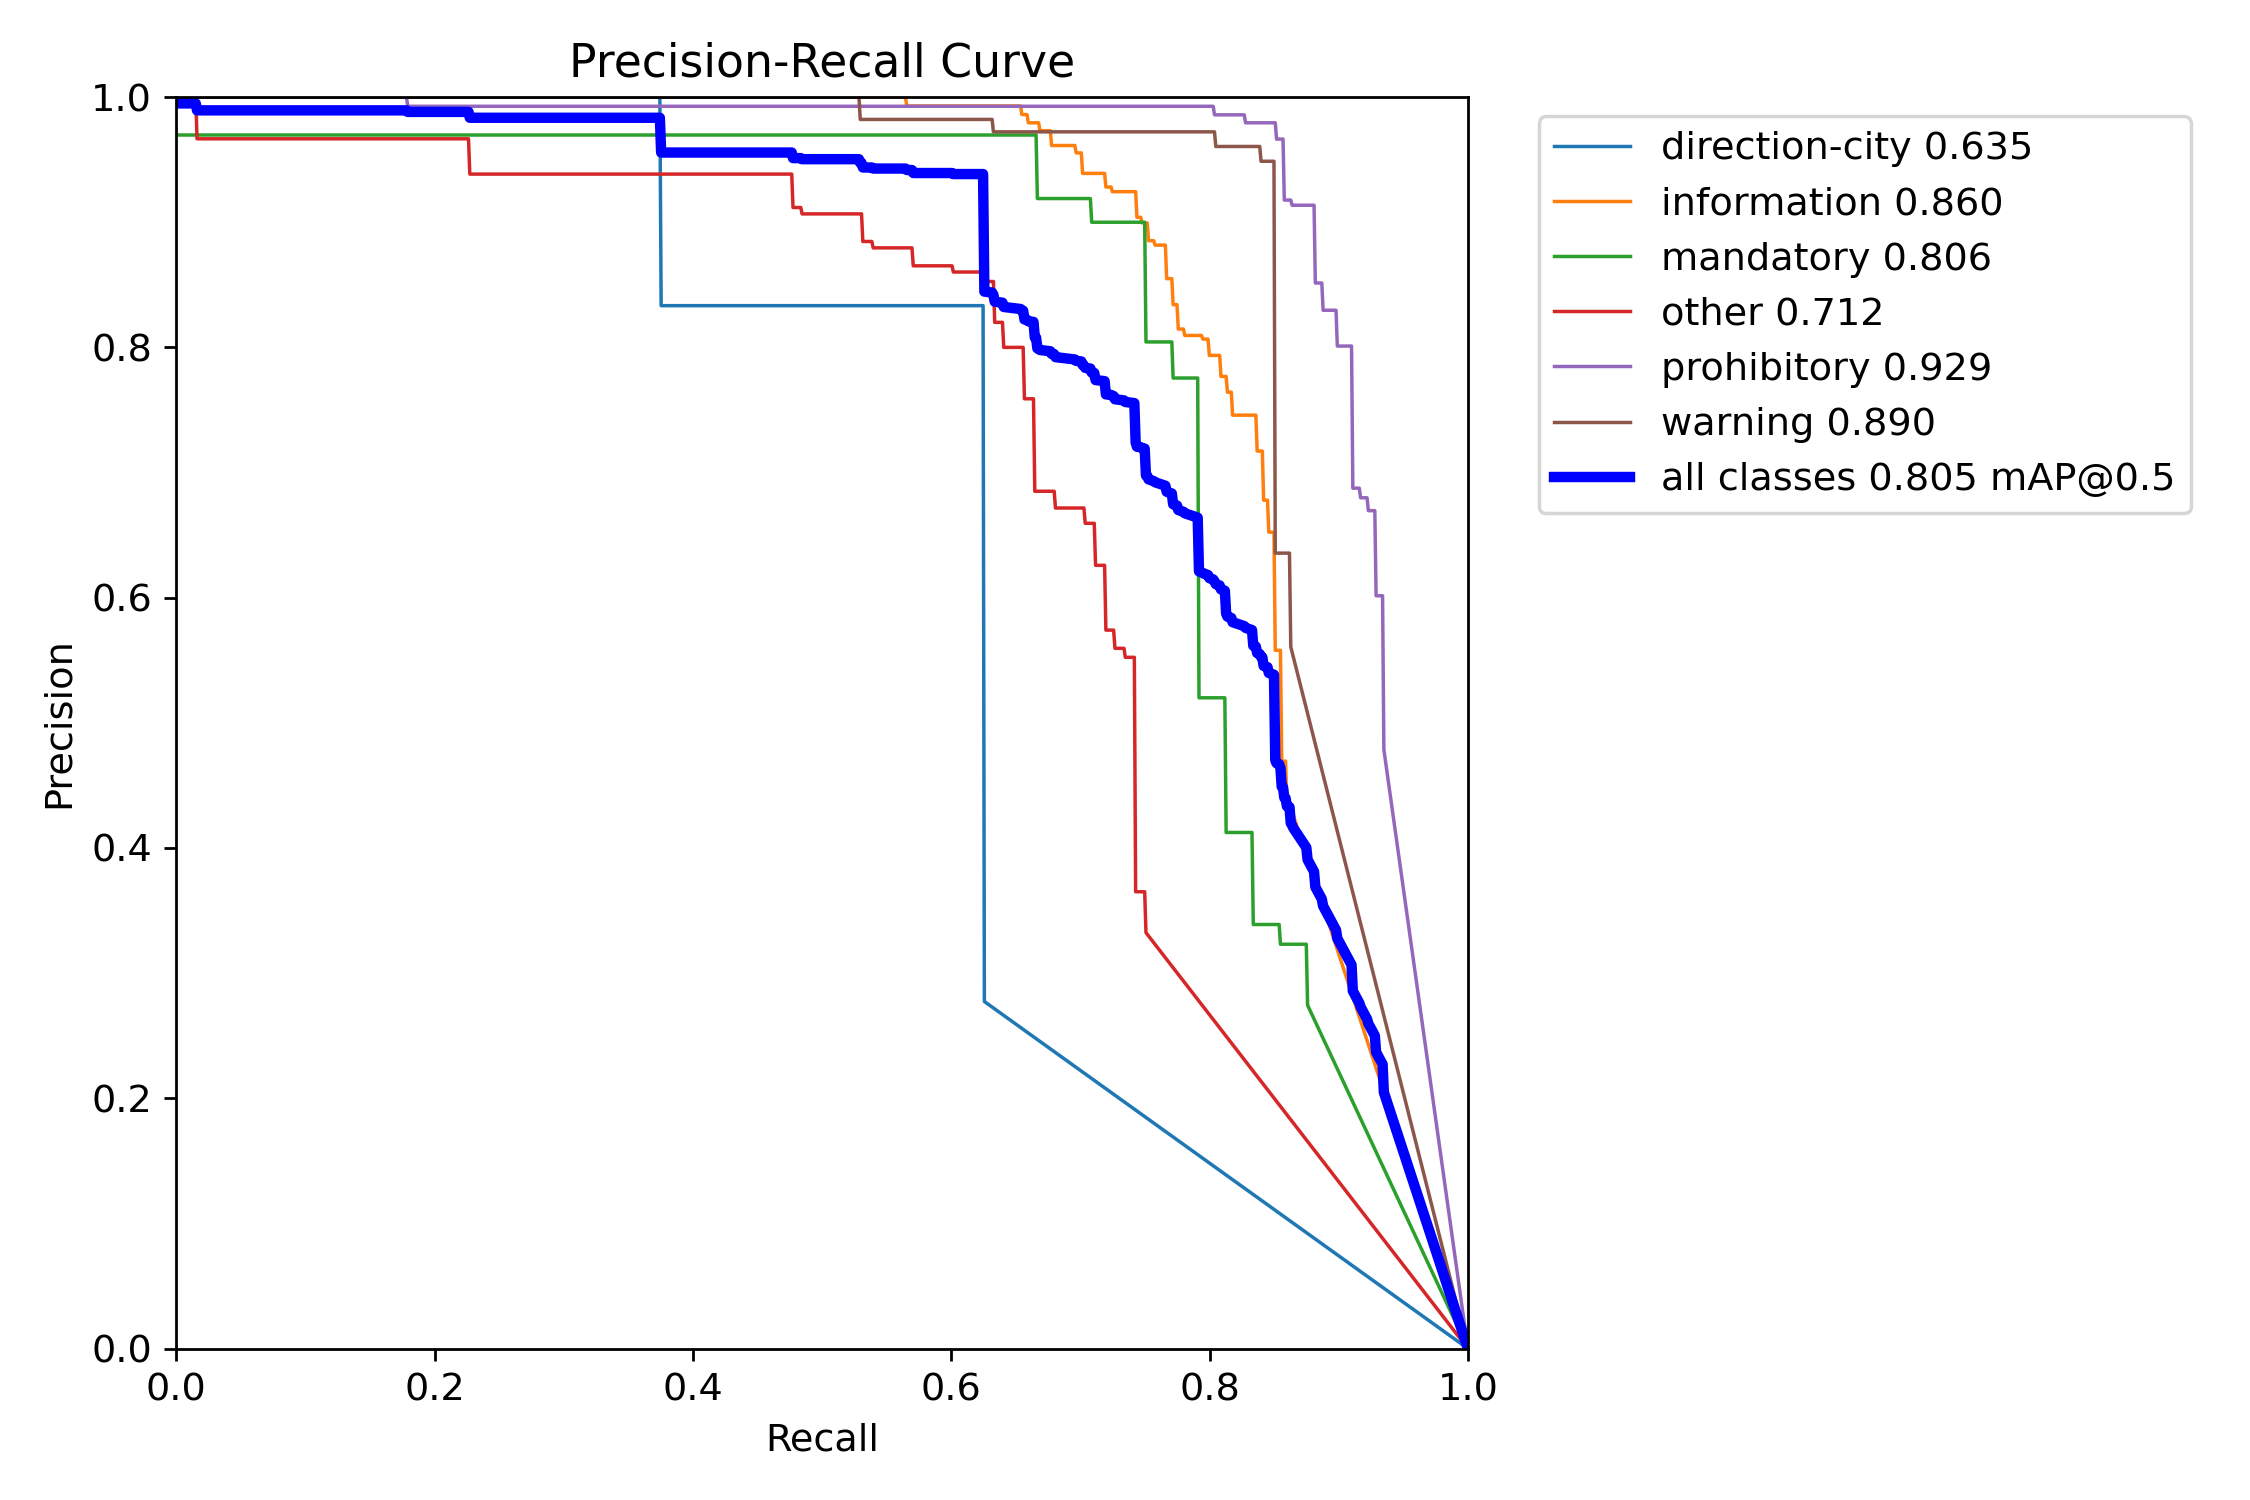 Precision-Recall Curve
1.0
0.8
0.6
0.4
0.2
0.0
Precision
0.0 0.2 0.4 0.6 0.8 1.0
Recall
direction-city 0.635
information 0.860
mandatory 0.806
other 0.712
prohibitory 0.929
warning 0.890
all classes 0.805 mAP@0.5